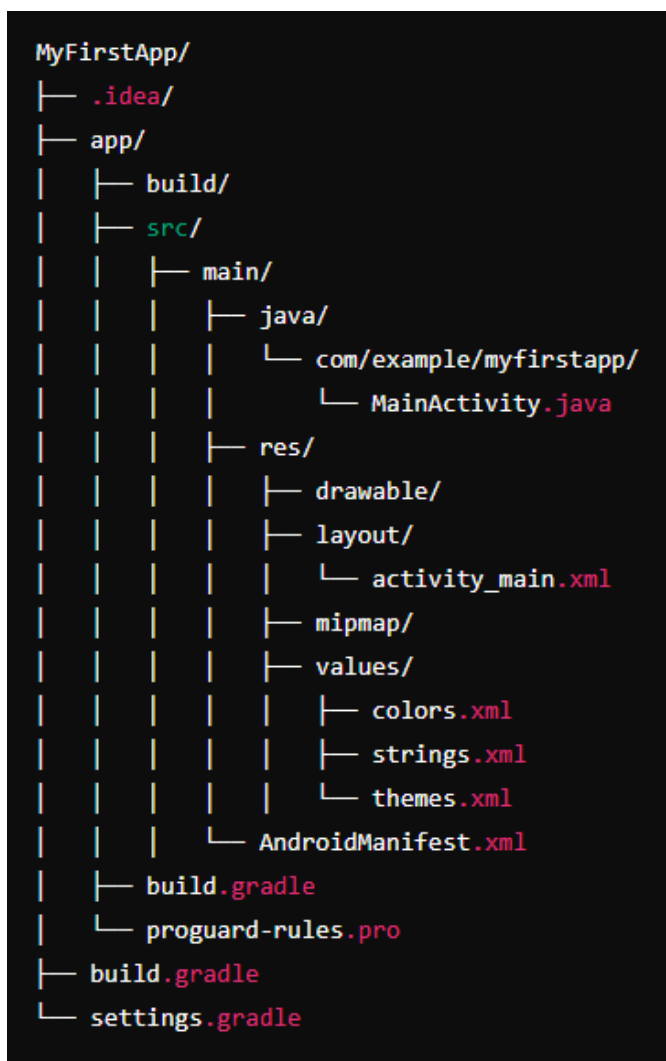 MyFirstApp/
├── .idea/
├── app/
│   ├── build/
│   ├── src/
│   │   ├── main/
│   │   │   ├── java/
│   │   │   │   └── com/example/myfirstapp/
│   │   │   │       └── MainActivity.java
│   │   │   ├── res/
│   │   │   │   ├── drawable/
│   │   │   │   ├── layout/
│   │   │   │   │   └── activity_main.xml
│   │   │   │   ├── mipmap/
│   │   │   │   ├── values/
│   │   │   │   │   ├── colors.xml
│   │   │   │   │   ├── strings.xml
│   │   │   │   │   └── themes.xml
│   │   │   └── AndroidManifest.xml
│   ├── build.gradle
│   └── proguard-rules.pro
├── build.gradle
└── settings.gradle